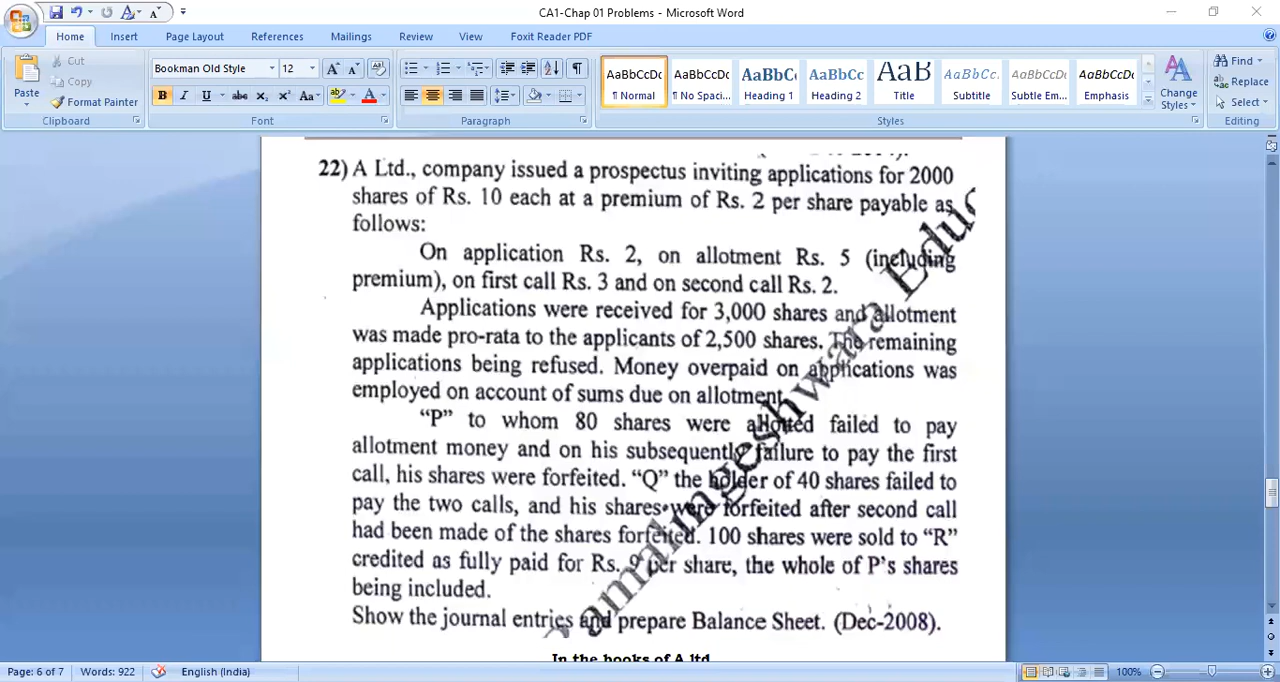 CA1-Chap 01 Problems - Microsoft Word
Home Insert Page Layout References Mailings Review View Foxit Reader PDF
Paste
Cut
Copy
Format Painter
Clipboard
Bookman Old Style 12
B I U abe X₂ X² Aa
Font
Paragraph
AaBbCcDc AaBbCcDc AaBbC AaBbCc AaB AaBbCc AaBbCcDc AaBbCcDc
¶ Normal ¶ No Spaci... Heading 1 Heading 2 Title Subtitle Subtle Em... Emphasis
Change Styles
Styles
Find
Replace
Select
Editing
22) A Ltd., company issued a prospectus inviting applications for 2000
shares of Rs. 10 each at a premium of Rs. 2 per share payable as
follows:
On application Rs. 2, on allotment Rs. 5 (including
premium), on first call Rs. 3 and on second call Rs. 2.
Applications were received for 3,000 shares and allotment
was made pro-rata to the applicants of 2,500 shares. The remaining
applications being refused. Money overpaid on applications was
employed on account of sums due on allotment.
"P" to whom 80 shares were allotted failed to pay
allotment money and on his subsequently failure to pay the first
call, his shares were forfeited. "Q" the holder of 40 shares failed to
pay the two calls, and his shares were forfeited after second call
had been made of the shares forfeited. 100 shares were sold to "R"
credited as fully paid for Rs. 9 per share, the whole of P's shares
being included.
Show the journal entries and prepare Balance Sheet. (Dec-2008).
In the books of A ltd
Page: 6 of 7 Words: 922 English (India) 100%